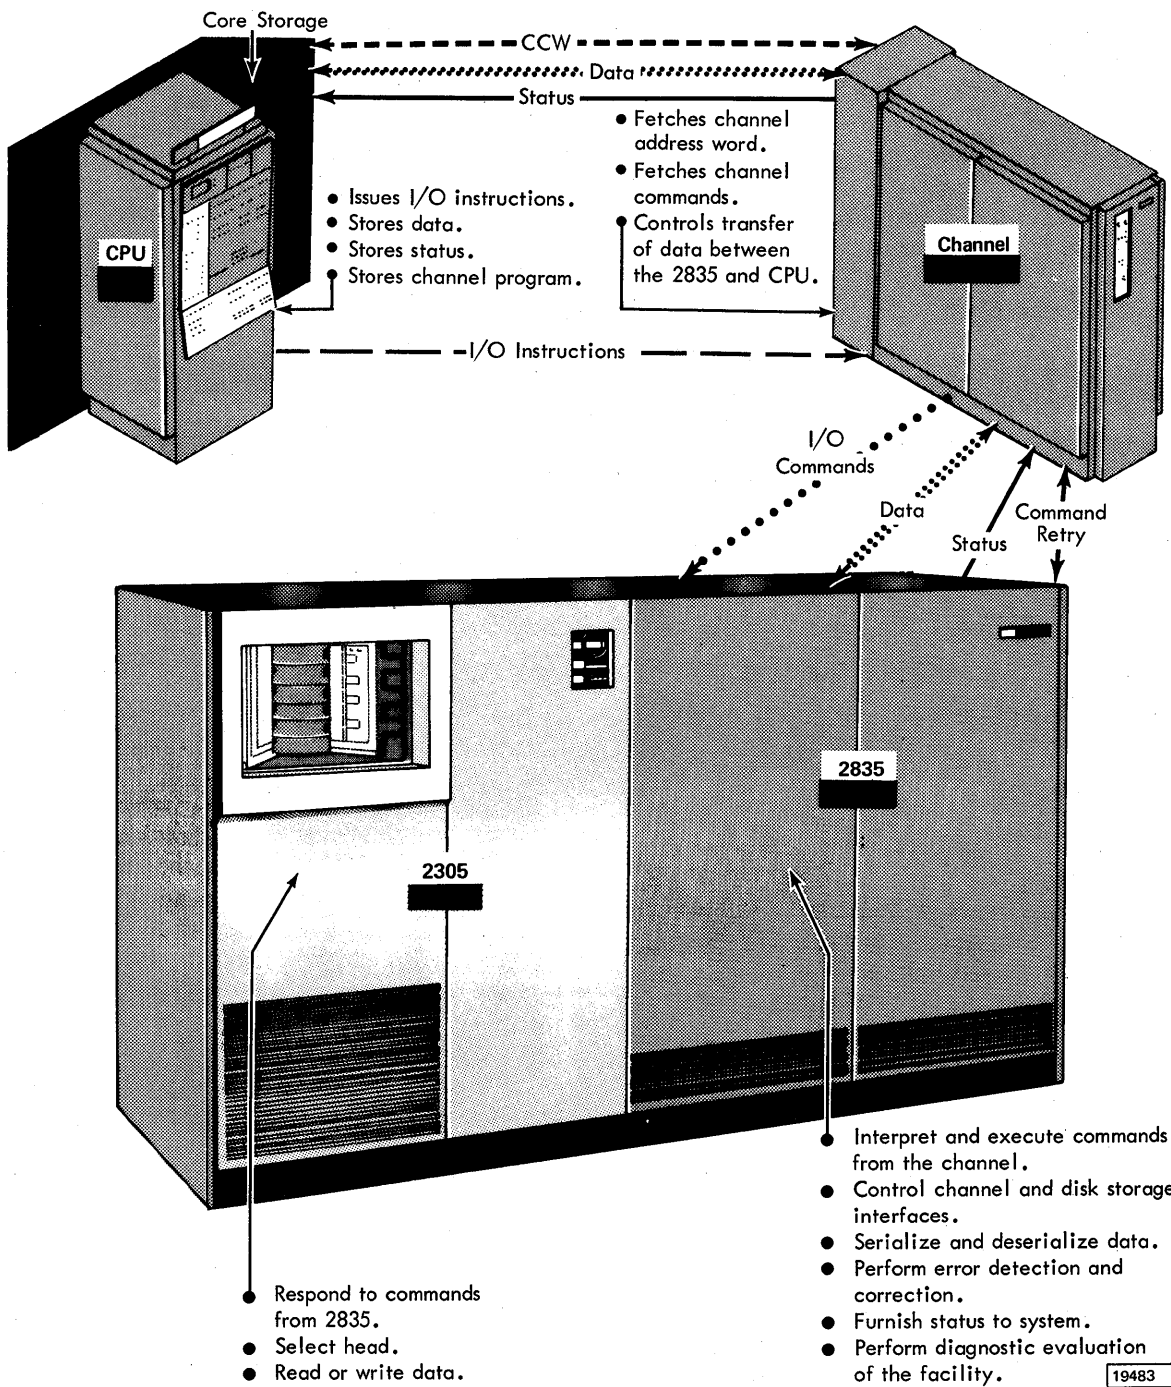 Core Storage
CCW
Data
Status
● Fetches channel
address word.
● Fetches channel
commands.
● Controls transfer
of data between
the 2835 and CPU.
● Issues I/O instructions.
● Stores data.
● Stores status.
● Stores channel program.
CPU
Channel
I/O Instructions
I/O
Commands
Data
Status
Command
Retry
2835
2305
● Interpret and execute commands
from the channel.
● Control channel and disk storage
interfaces.
● Serialize and deserialize data.
● Perform error detection and
correction.
● Furnish status to system.
● Perform diagnostic evaluation
of the facility.
● Respond to commands
from 2835.
● Select head.
● Read or write data.
19483